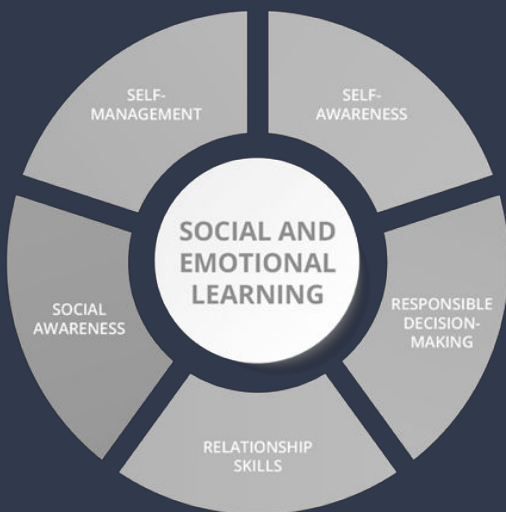 SELF-
MANAGEMENT
SELF-
AWARENESS
SOCIAL AND
EMOTIONAL
LEARNING
SOCIAL
AWARENESS
RESPONSIBLE
DECISION-
MAKING
RELATIONSHIP
SKILLS